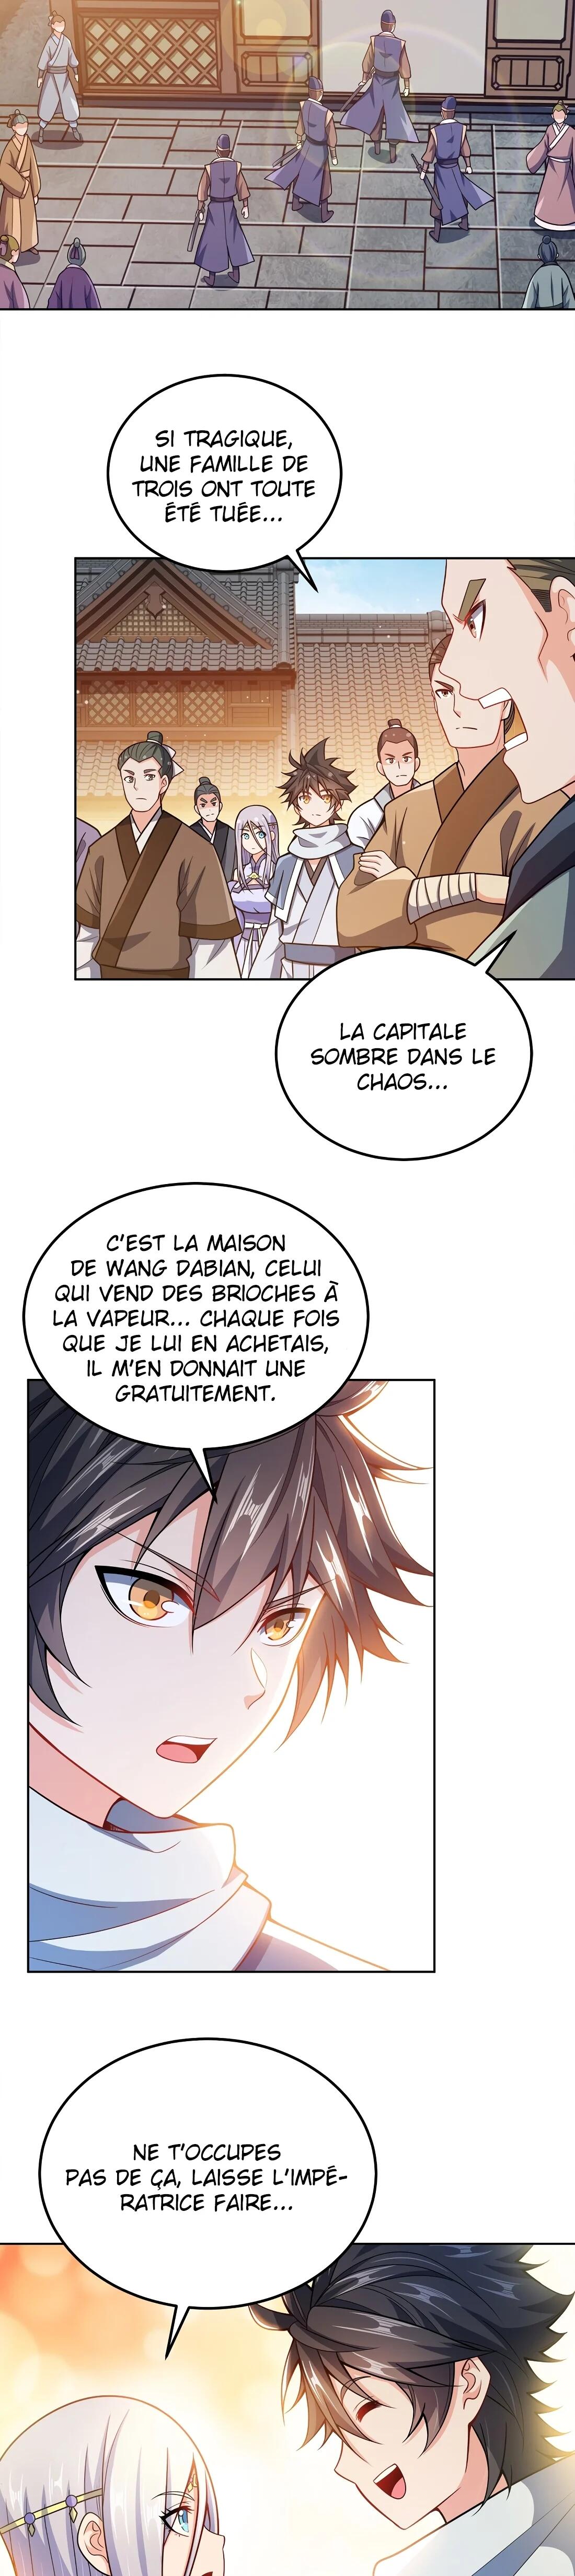 SI TRAGIQUE,
UNE FAMILLE DE
TROIS ONT TOUTE
ÉTÉ TUÉE...
LA CAPITALE
SOMBRE DANS LE
CHAOS...
C'EST LA MAISON
DE WANG DABIAN, CELUI
QUI VEND DES BRIOCHES À
LA VAPEUR... CHAQUE FOIS
QUE JE LUI EN ACHETAIS,
IL M'EN DONNAIT UNE
GRATUITEMENT.
NE T'OCCUPES
PAS DE ÇA, LAISSE L'IMPÉ-
RATRICE FAIRE...